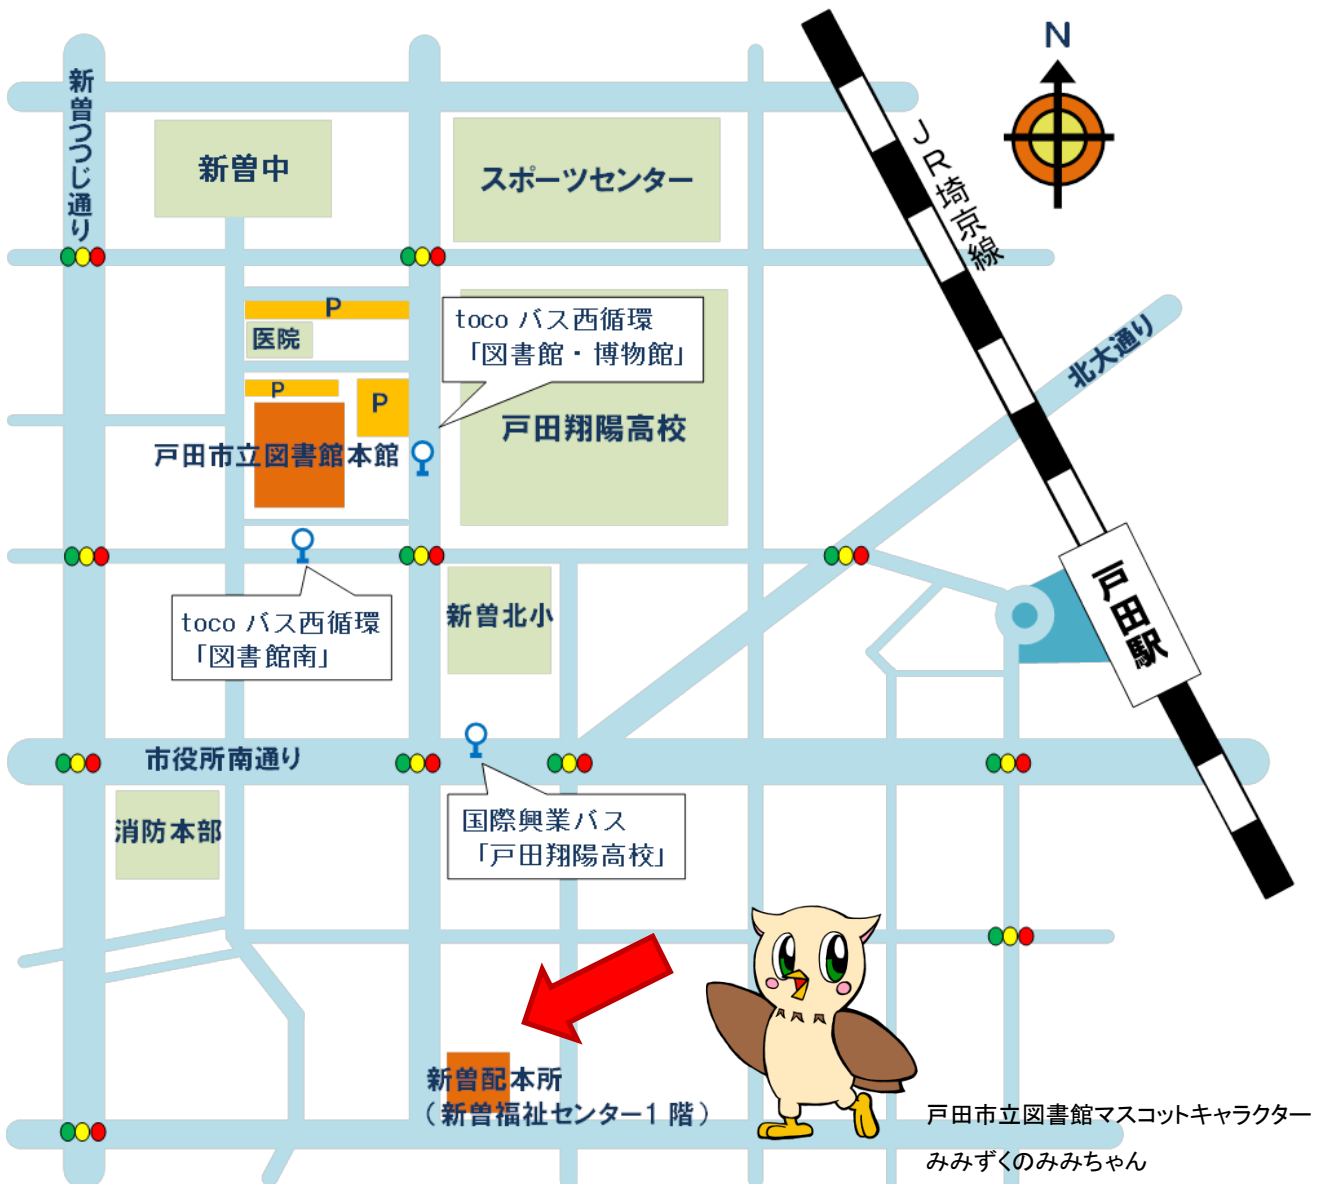 N
新曽つつじ通り
新曽中
スポーツセンター
JR埼京線
P
医院
toco バス西循環
「図書館・博物館」
北大通り
P
P
戸田翔陽高校
戸田市立図書館本館
戸田駅
toco バス西循環
「図書館南」
新曽北小
市役所南通り
国際興業バス
「戸田翔陽高校」
消防本部
新曽配本所
（新曽福祉センター1階）
戸田市立図書館マスコットキャラクター
みみずくのみみちゃん